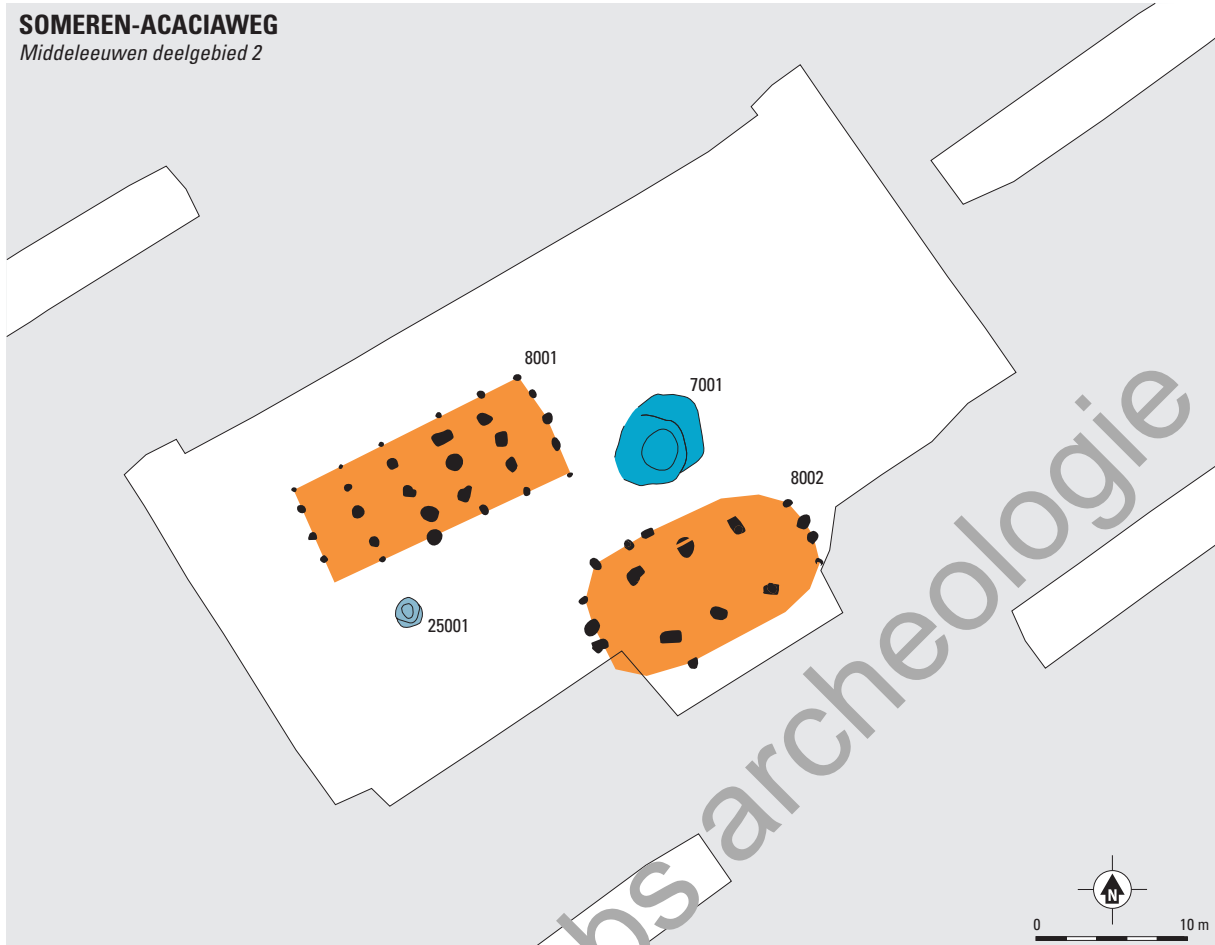 SOMEREN-ACACIAWEG
Middeleeuwen deelgebied 2
8001
7001
8002
25001
bs archeologie
N
0 10 m